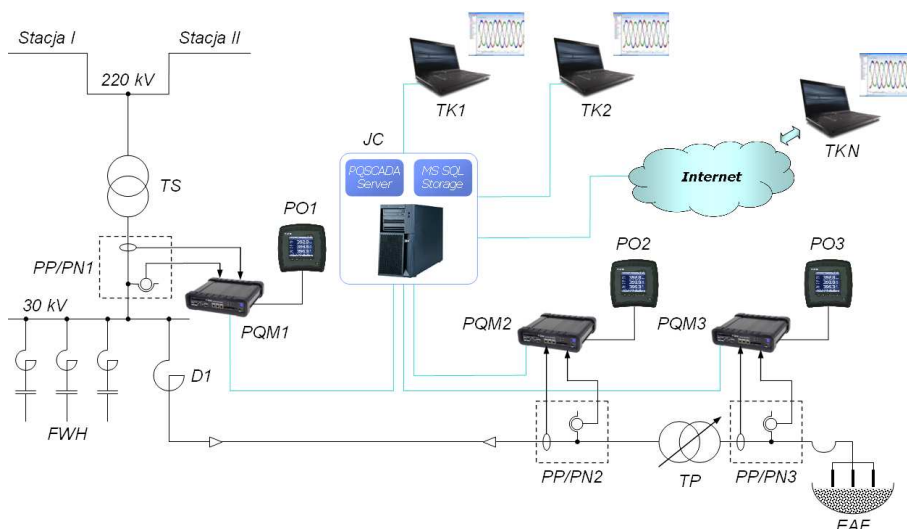 Stacja I
Stacja II
220 kV
TS
TK1
TK2
TKN
JC
PQSCADA
Server
MS SQL
Storage
Internet
PO1
PP/PN1
PQM1
30 kV
PO2
PO3
PQM2
PQM3
D1
FWH
PP/PN2
TP
PP/PN3
EAF